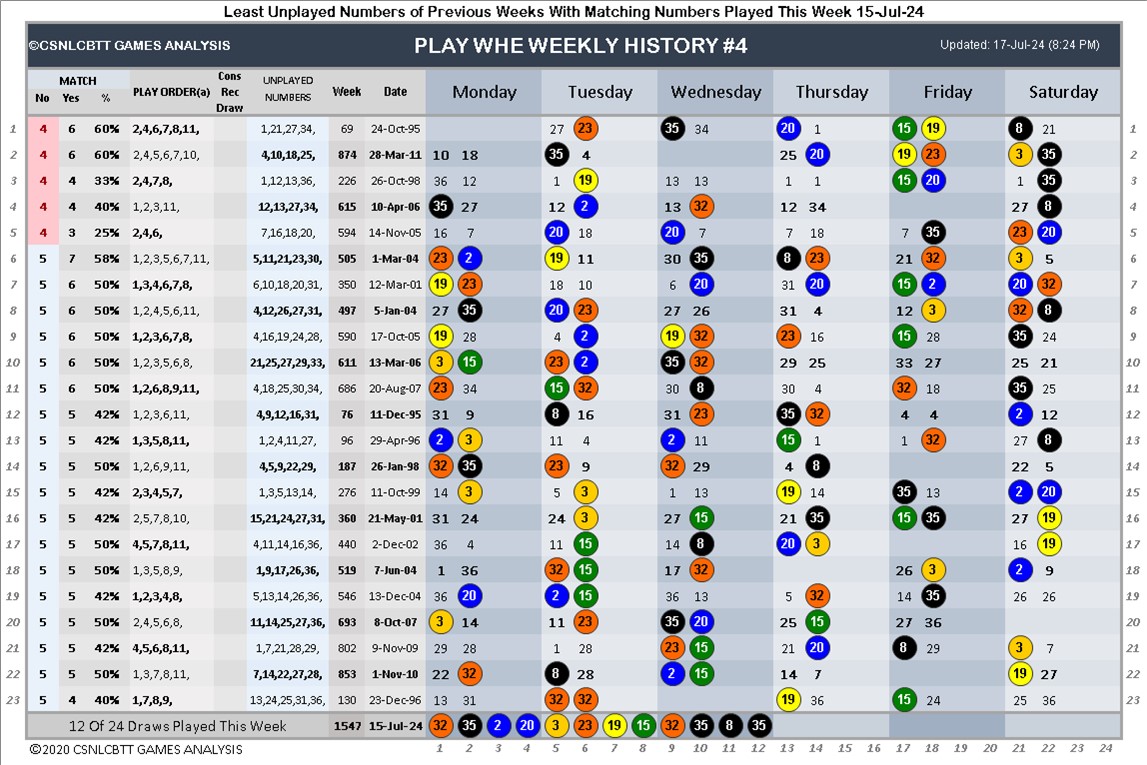 Least Unplayed Numbers of Previous Weeks With Matching Numbers Played This Week 15-Jul-24
©CSNLCBTT GAMES ANALYSIS PLAY WHE WEEKLY HISTORY #4 Updated: 17-Jul-24 (8:24 PM)
MATCH Cons UNPLAYED
No Yes % PLAY ORDER(a) Rec NUMBERS Week Date Monday Tuesday Wednesday Thursday Friday Saturday
Draw
1 4 6 60% 2,4,6,7,8,11, 1,21,27,34, 69 24-Oct-95 27 23 35 34 20 1 15 19 8 21 1
2 4 6 60% 2,4,5,6,7,10, 4,10,18,25, 874 28-Mar-11 10 18 35 4 25 20 19 23 3 35 2
3 4 4 33% 2,4,7,8, 1,12,13,36, 226 26-Oct-98 36 12 1 19 13 13 1 1 15 20 1 35 3
4 4 4 40% 1,2,3,11, 12,13,27,34, 615 10-Apr-06 35 27 12 2 13 32 12 34 27 8 4
5 4 3 25% 2,4,6, 7,16,18,20, 594 14-Nov-05 16 7 20 18 20 7 7 18 7 35 23 20 5
6 5 7 58% 1,2,3,5,6,7,11, 5,11,21,23,30, 505 1-Mar-04 23 2 19 11 30 35 8 23 21 32 3 5 6
7 5 6 50% 1,3,4,6,7,8, 6,10,18,20,31, 350 12-Mar-01 19 23 18 10 6 20 31 20 15 2 20 32 7
8 5 6 50% 1,2,4,5,6,11, 4,12,26,27,31, 497 5-Jan-04 27 35 20 23 27 26 31 4 12 3 32 8 8
9 5 6 50% 1,2,3,6,7,8, 4,16,19,24,28, 590 17-Oct-05 19 28 4 2 19 32 23 16 15 28 35 24 9
10 5 6 50% 1,2,3,5,6,8, 21,25,27,29,33, 611 13-Mar-06 3 15 23 2 35 32 29 25 33 27 25 21 10
11 5 6 50% 1,2,6,8,9,11, 4,18,25,30,34, 686 20-Aug-07 23 34 15 32 30 8 30 4 32 18 35 25 11
12 5 5 42% 1,2,3,6,11, 4,9,12,16,31, 76 11-Dec-95 31 9 8 16 31 23 35 32 4 4 2 12 12
13 5 5 42% 1,3,5,8,11, 1,2,4,11,27, 96 29-Apr-96 2 3 11 4 2 11 15 1 1 32 27 8 13
14 5 5 50% 1,2,6,9,11, 4,5,9,22,29, 187 26-Jan-98 32 35 23 9 32 29 4 8 22 5 14
15 5 5 42% 2,3,4,5,7, 1,3,5,13,14, 276 11-Oct-99 14 3 5 3 1 13 19 14 35 13 2 20 15
16 5 5 42% 2,5,7,8,10, 15,21,24,27,31, 360 21-May-01 31 24 24 3 27 15 21 35 15 35 27 19 16
17 5 5 50% 4,5,7,8,11, 4,11,14,16,36, 440 2-Dec-02 36 4 11 15 14 8 20 3 16 19 17
18 5 5 50% 1,3,5,8,9, 1,9,17,26,36, 519 7-Jun-04 1 36 32 15 17 32 26 3 2 9 18
19 5 5 42% 1,2,3,4,8, 5,13,14,26,36, 546 13-Dec-04 36 20 2 15 36 13 5 32 14 35 26 26 19
20 5 5 50% 2,4,5,6,8, 11,14,25,27,36, 693 8-Oct-07 3 14 11 23 35 20 25 15 27 36 20
21 5 5 42% 4,5,6,8,11, 1,7,21,28,29, 802 9-Nov-09 29 28 1 28 23 15 21 20 8 29 3 7 21
22 5 5 50% 1,3,7,8,11, 7,14,22,27,28, 853 1-Nov-10 22 32 8 28 2 15 14 7 19 27 22
23 5 4 40% 1,7,8,9, 13,24,25,31,36, 130 23-Dec-96 13 31 32 32 19 36 15 24 25 36 23
12 Of 24 Draws Played This Week 1547 15-Jul-24 32 35 2 20 3 23 19 15 32 35 8 35
©2020 CSNLCBTT GAMES ANALYSIS 1 2 3 4 5 6 7 8 9 10 11 12 13 14 15 16 17 18 19 20 21 22 23 24